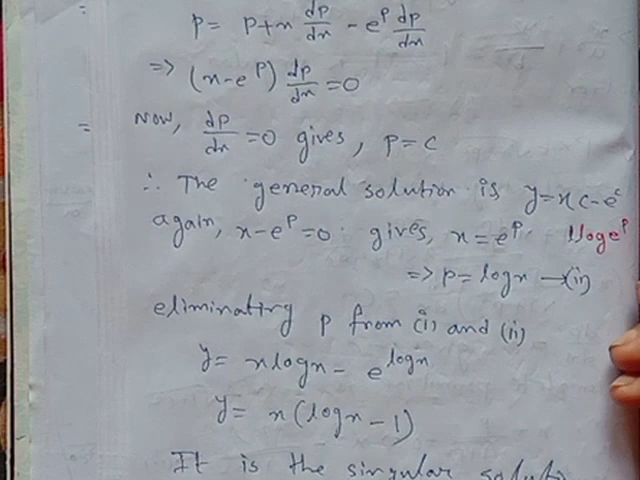 p = p + x dp/dx - e^p dp/dx
=> (x - e^p) dp/dx = 0
Now, dp/dx = 0 gives, p = c
∴ The general solution is y = xc - e^c
again, x - e^p = 0 gives, x = e^p.
=> p = log x → (ii)
eliminating p from (i) and (ii)
y = x log x - e^log x
y = x (log x - 1)
It is the singular